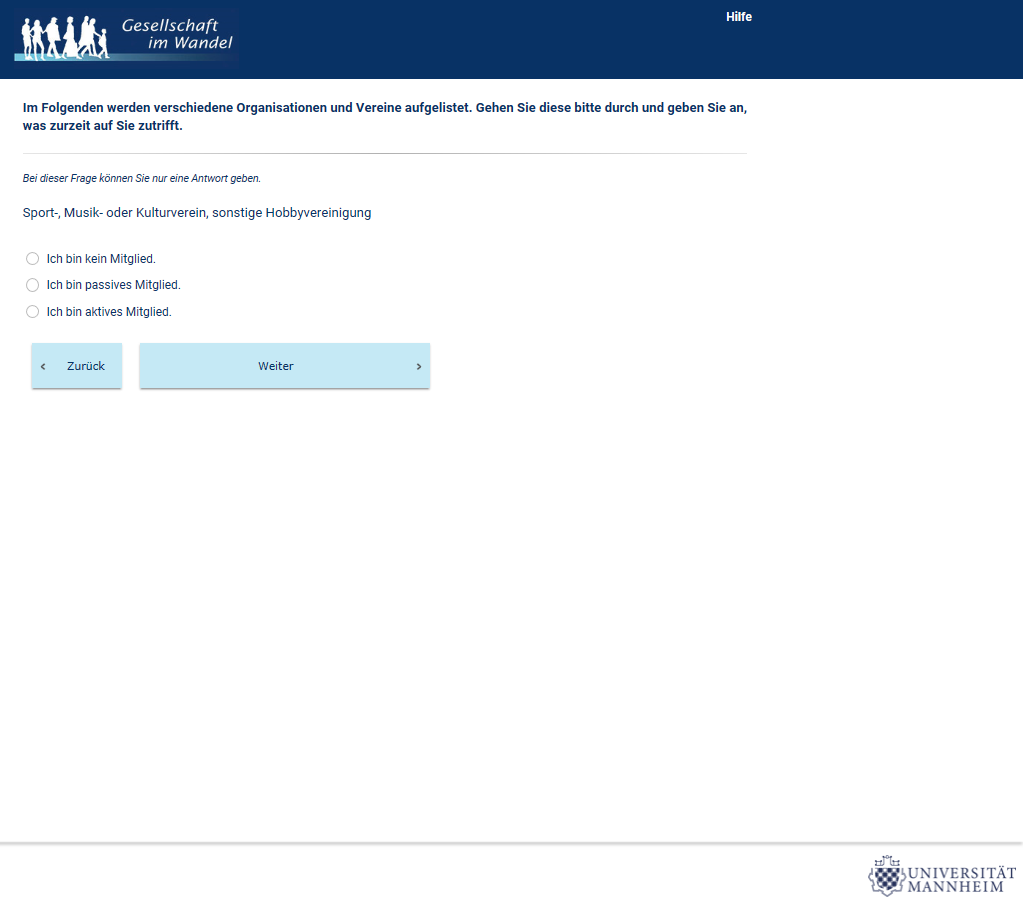 Gesellschaft
im Wandel
Hilfe
Im Folgenden werden verschiedene Organisationen und Vereine aufgelistet. Gehen Sie diese bitte durch und geben Sie an,
was zurzeit auf Sie zutrifft.
Bei dieser Frage können Sie nur eine Antwort geben.
Sport-, Musik- oder Kulturverein, sonstige Hobbyvereinigung
Ich bin kein Mitglied.
Ich bin passives Mitglied.
Ich bin aktives Mitglied.
‹ Zurück
Weiter ›
UNIVERSITÄT
MANNHEIM